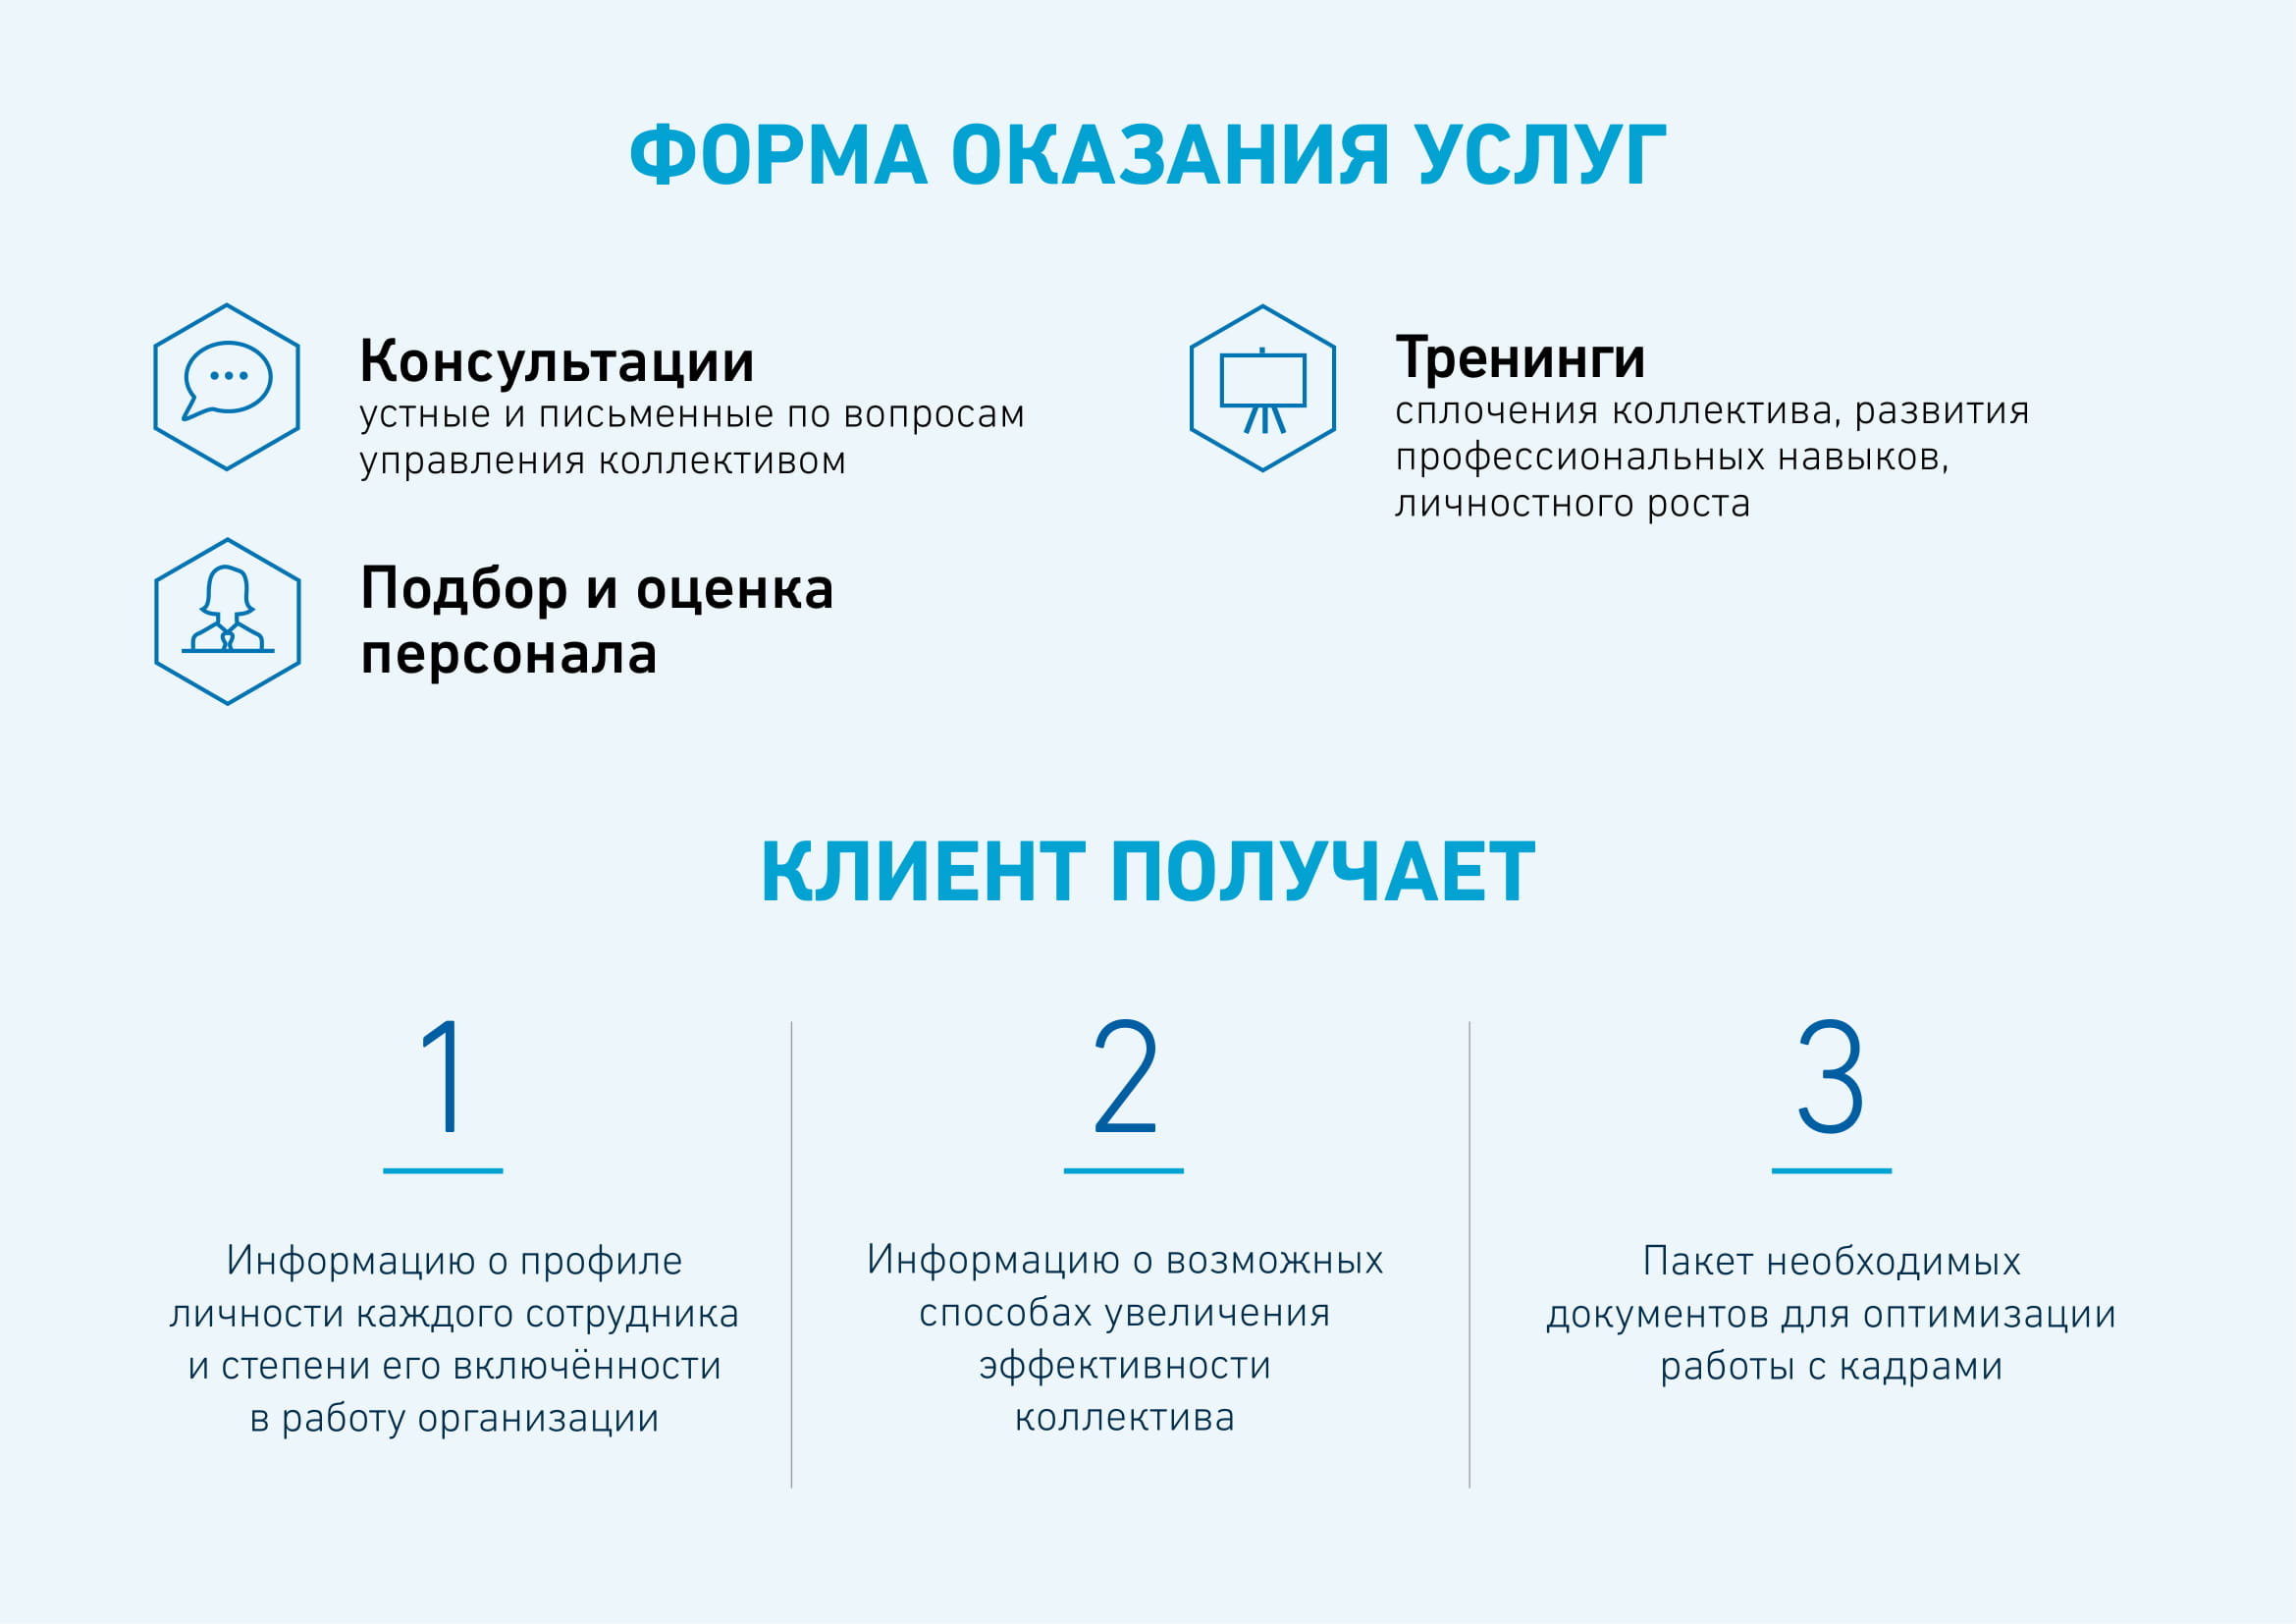 ФОРМА ОКАЗАНИЯ УСЛУГ
Консультации
устные и письменные по вопросам
управления коллективом
Тренинги
сплочения коллектива, развития
профессиональных навыков,
личностного роста
Подбор и оценка
персонала
КЛИЕНТ ПОЛУЧАЕТ
1
Информацию о профиле
личности каждого сотрудника
и степени его включённости
в работу организации
2
Информацию о возможных
способах увеличения
эффективности
коллектива
3
Пакет необходимых
документов для оптимизации
работы с кадрами